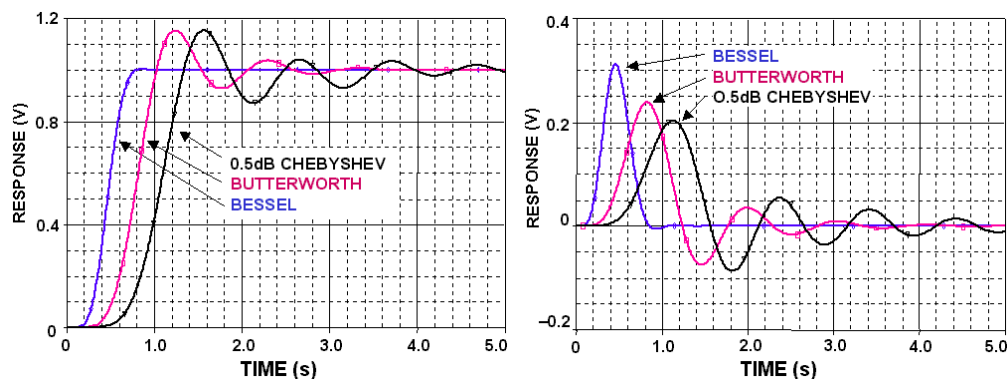 1.2
0.8
0.4
0
RESPONSE (V)
0.5dB CHEBYSHEV
BUTTERWORTH
BESSEL
0 1.0 2.0 3.0 4.0 5.0
TIME (s)
0.4
0.2
0
–0.2
RESPONSE (V)
BESSEL
BUTTERWORTH
O.5dB CHEBYSHEV
0 1.0 2.0 3.0 4.0 5.0
TIME (s)